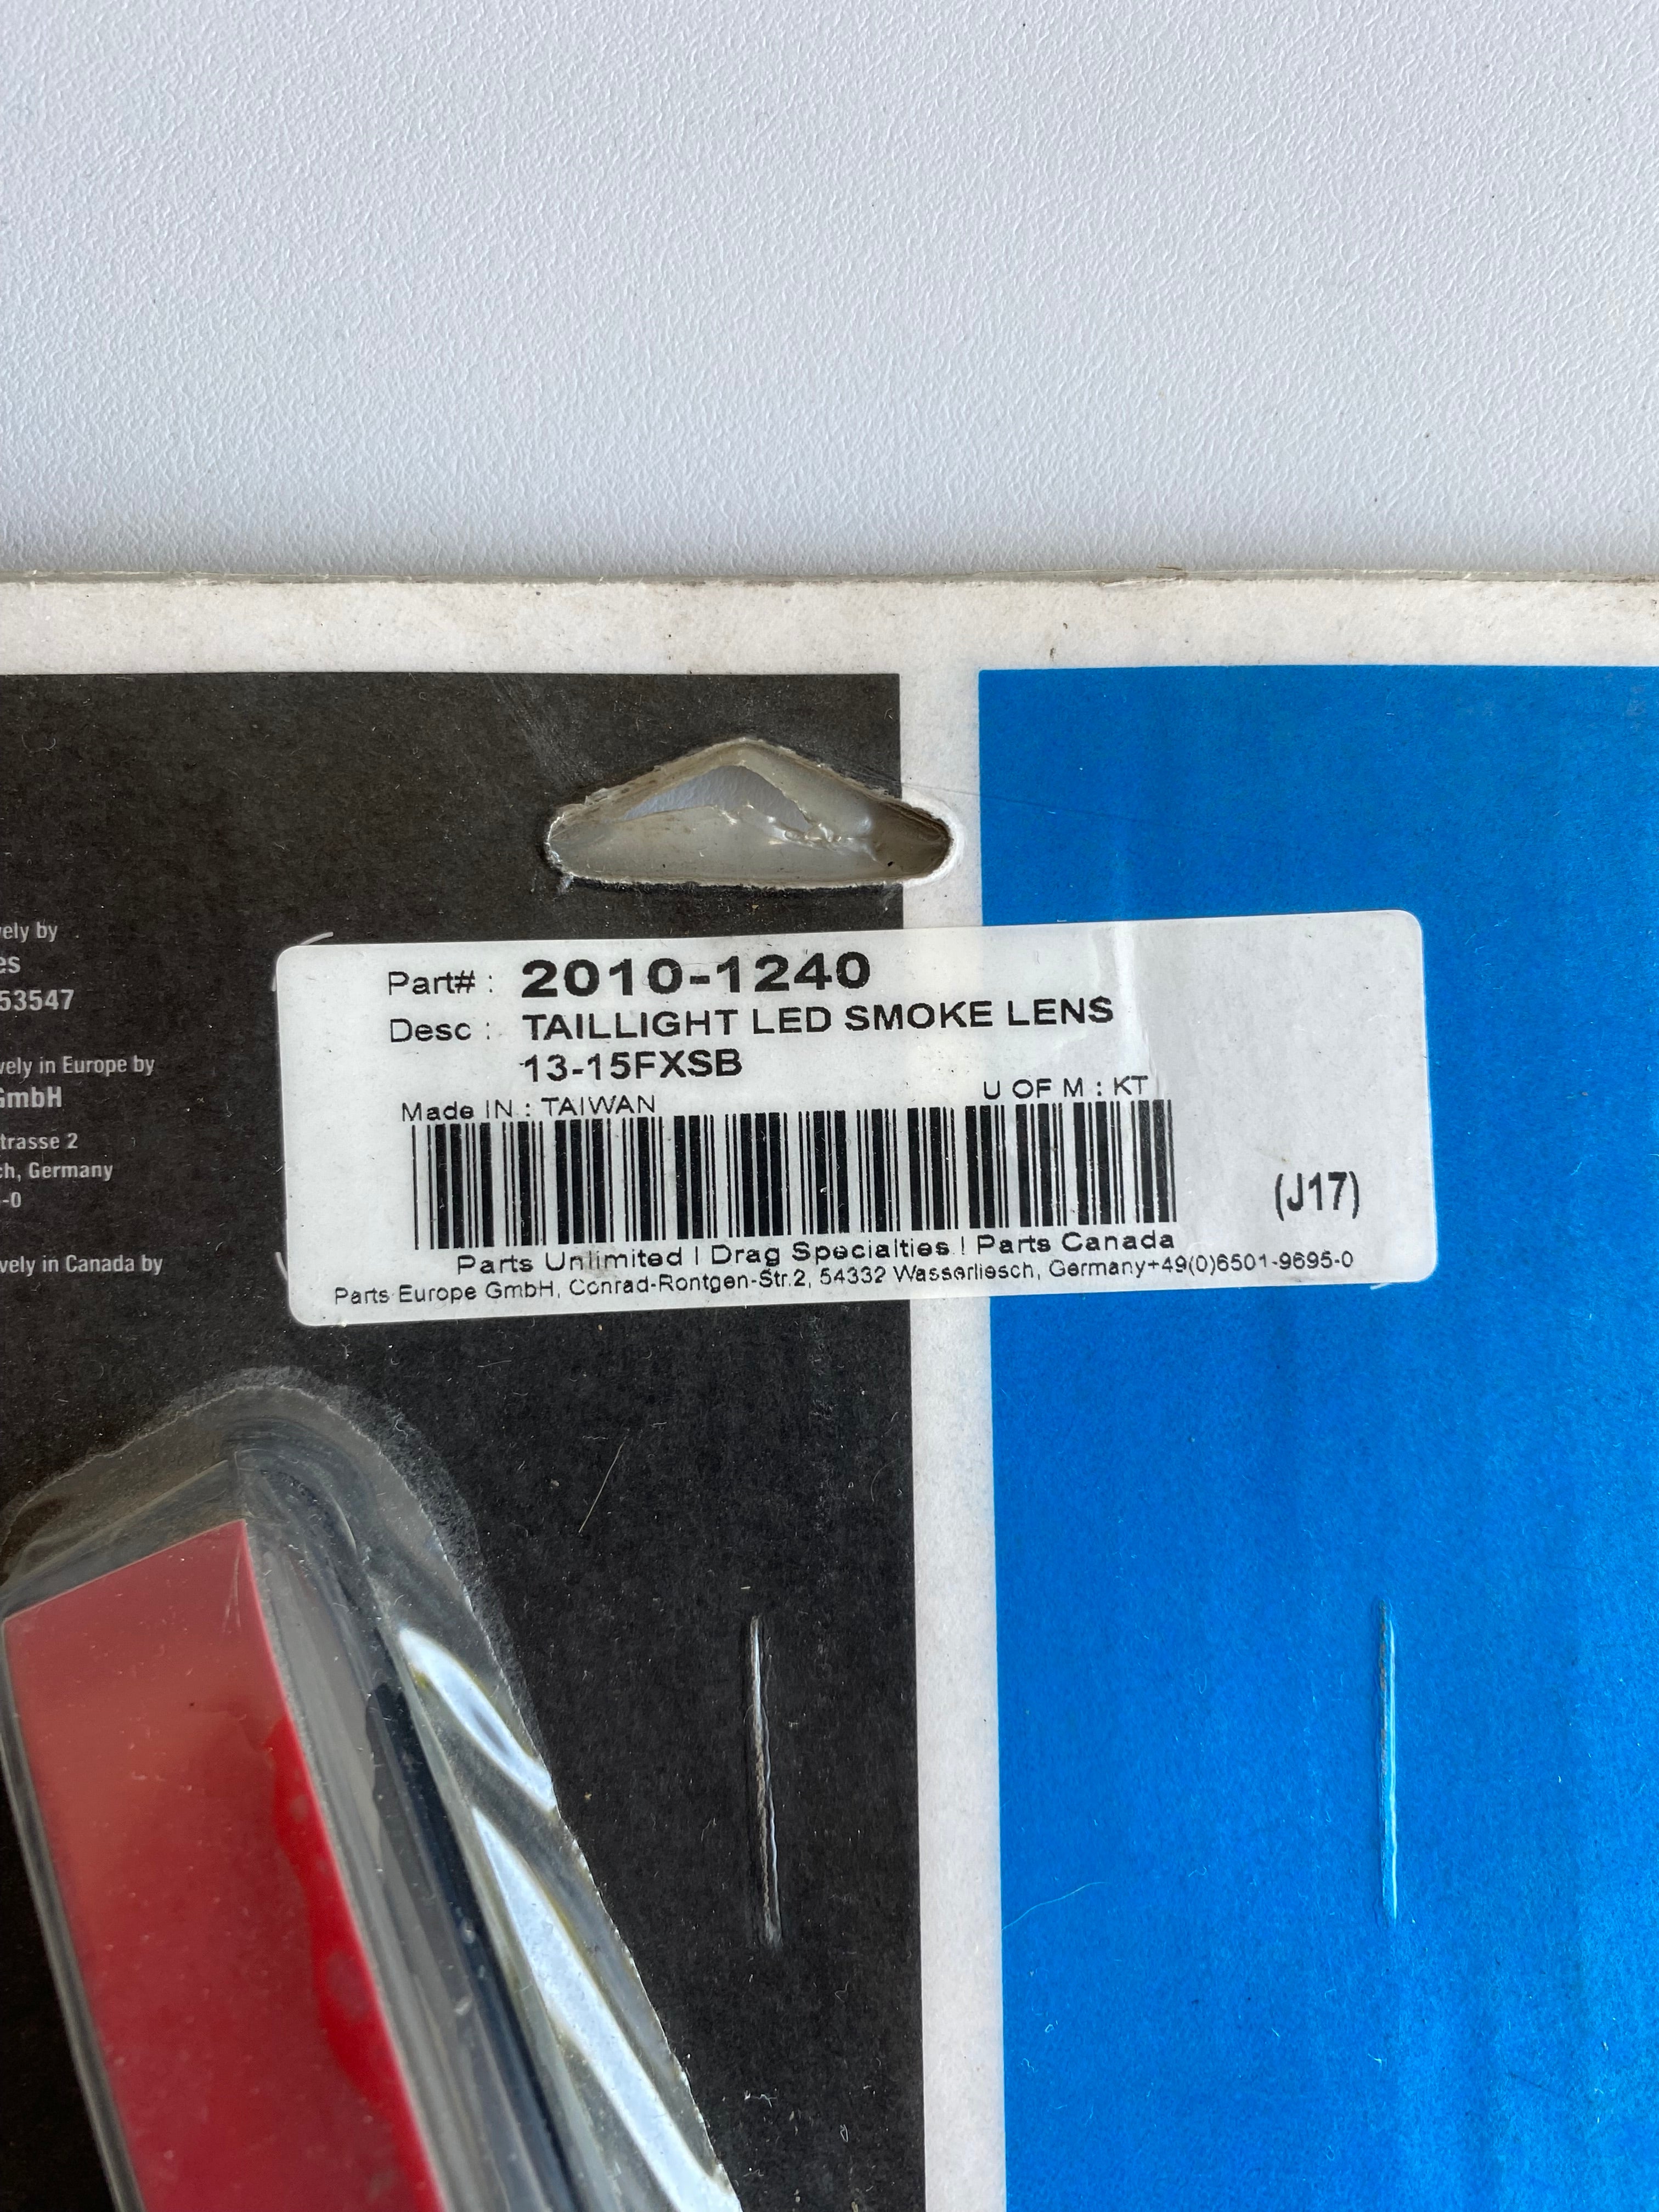 vely by
es
53547
vely in Europe by
GmbH
trasse 2
ch, Germany
-0
vely in Canada by
Part# : 2010-1240
Desc : TAILLIGHT LED SMOKE LENS
13-15FXSB
Made IN : TAIWAN U OF M : KT
(J17)
Parts Unlimited | Drag Specialties | Parts Canada
Parts Europe GmbH, Conrad-Rontgen-Str.2, 54332 Wasserliesch, Germany+49(0)6501-9695-0